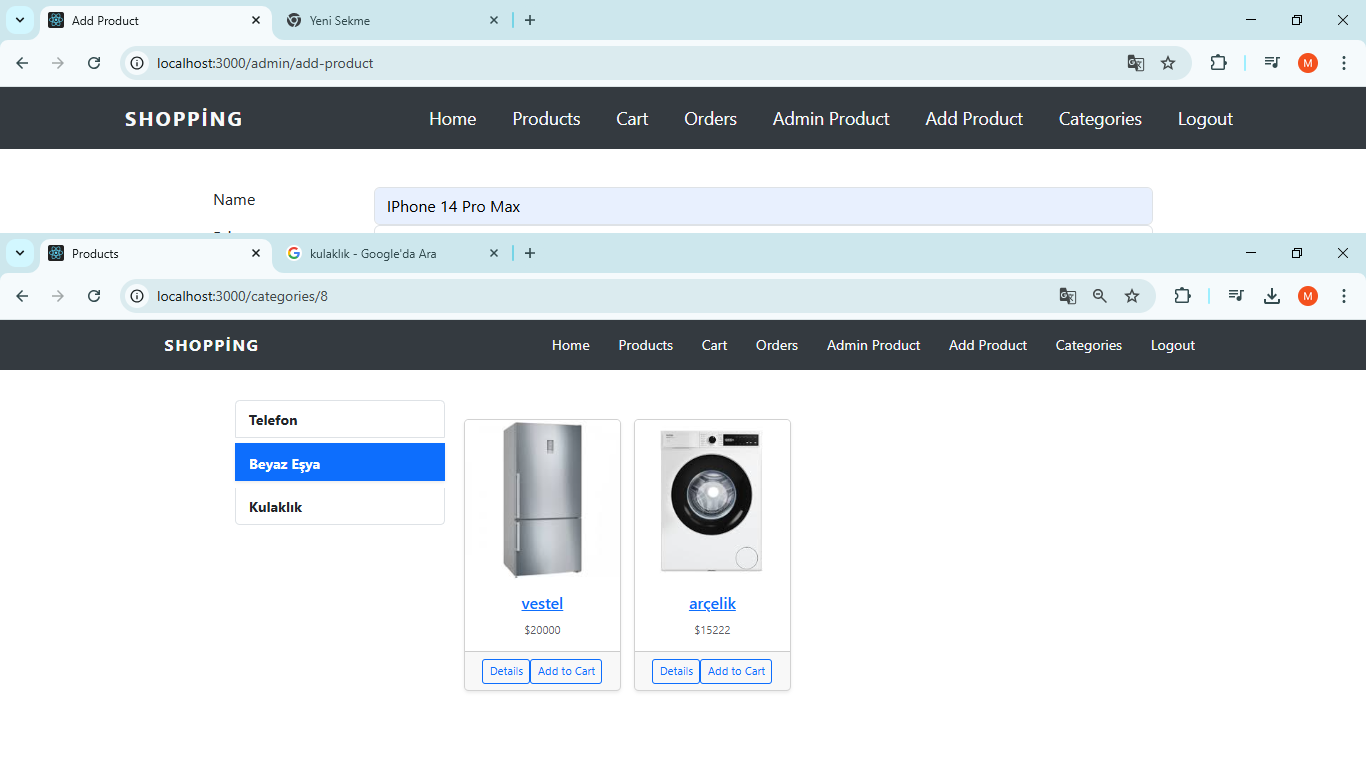 Add Product
Yeni Sekme
localhost:3000/admin/add-product
M
SHOPPİNG
Home Products Cart Orders Admin Product Add Product Categories Logout
Name
IPhone 14 Pro Max
Products
kulaklık - Google'da Ara
localhost:3000/categories/8
M
SHOPPİNG
Home Products Cart Orders Admin Product Add Product Categories Logout
Telefon
Beyaz Eşya
Kulaklık
vestel
$20000
Details Add to Cart
arçelik
$15222
Details Add to Cart